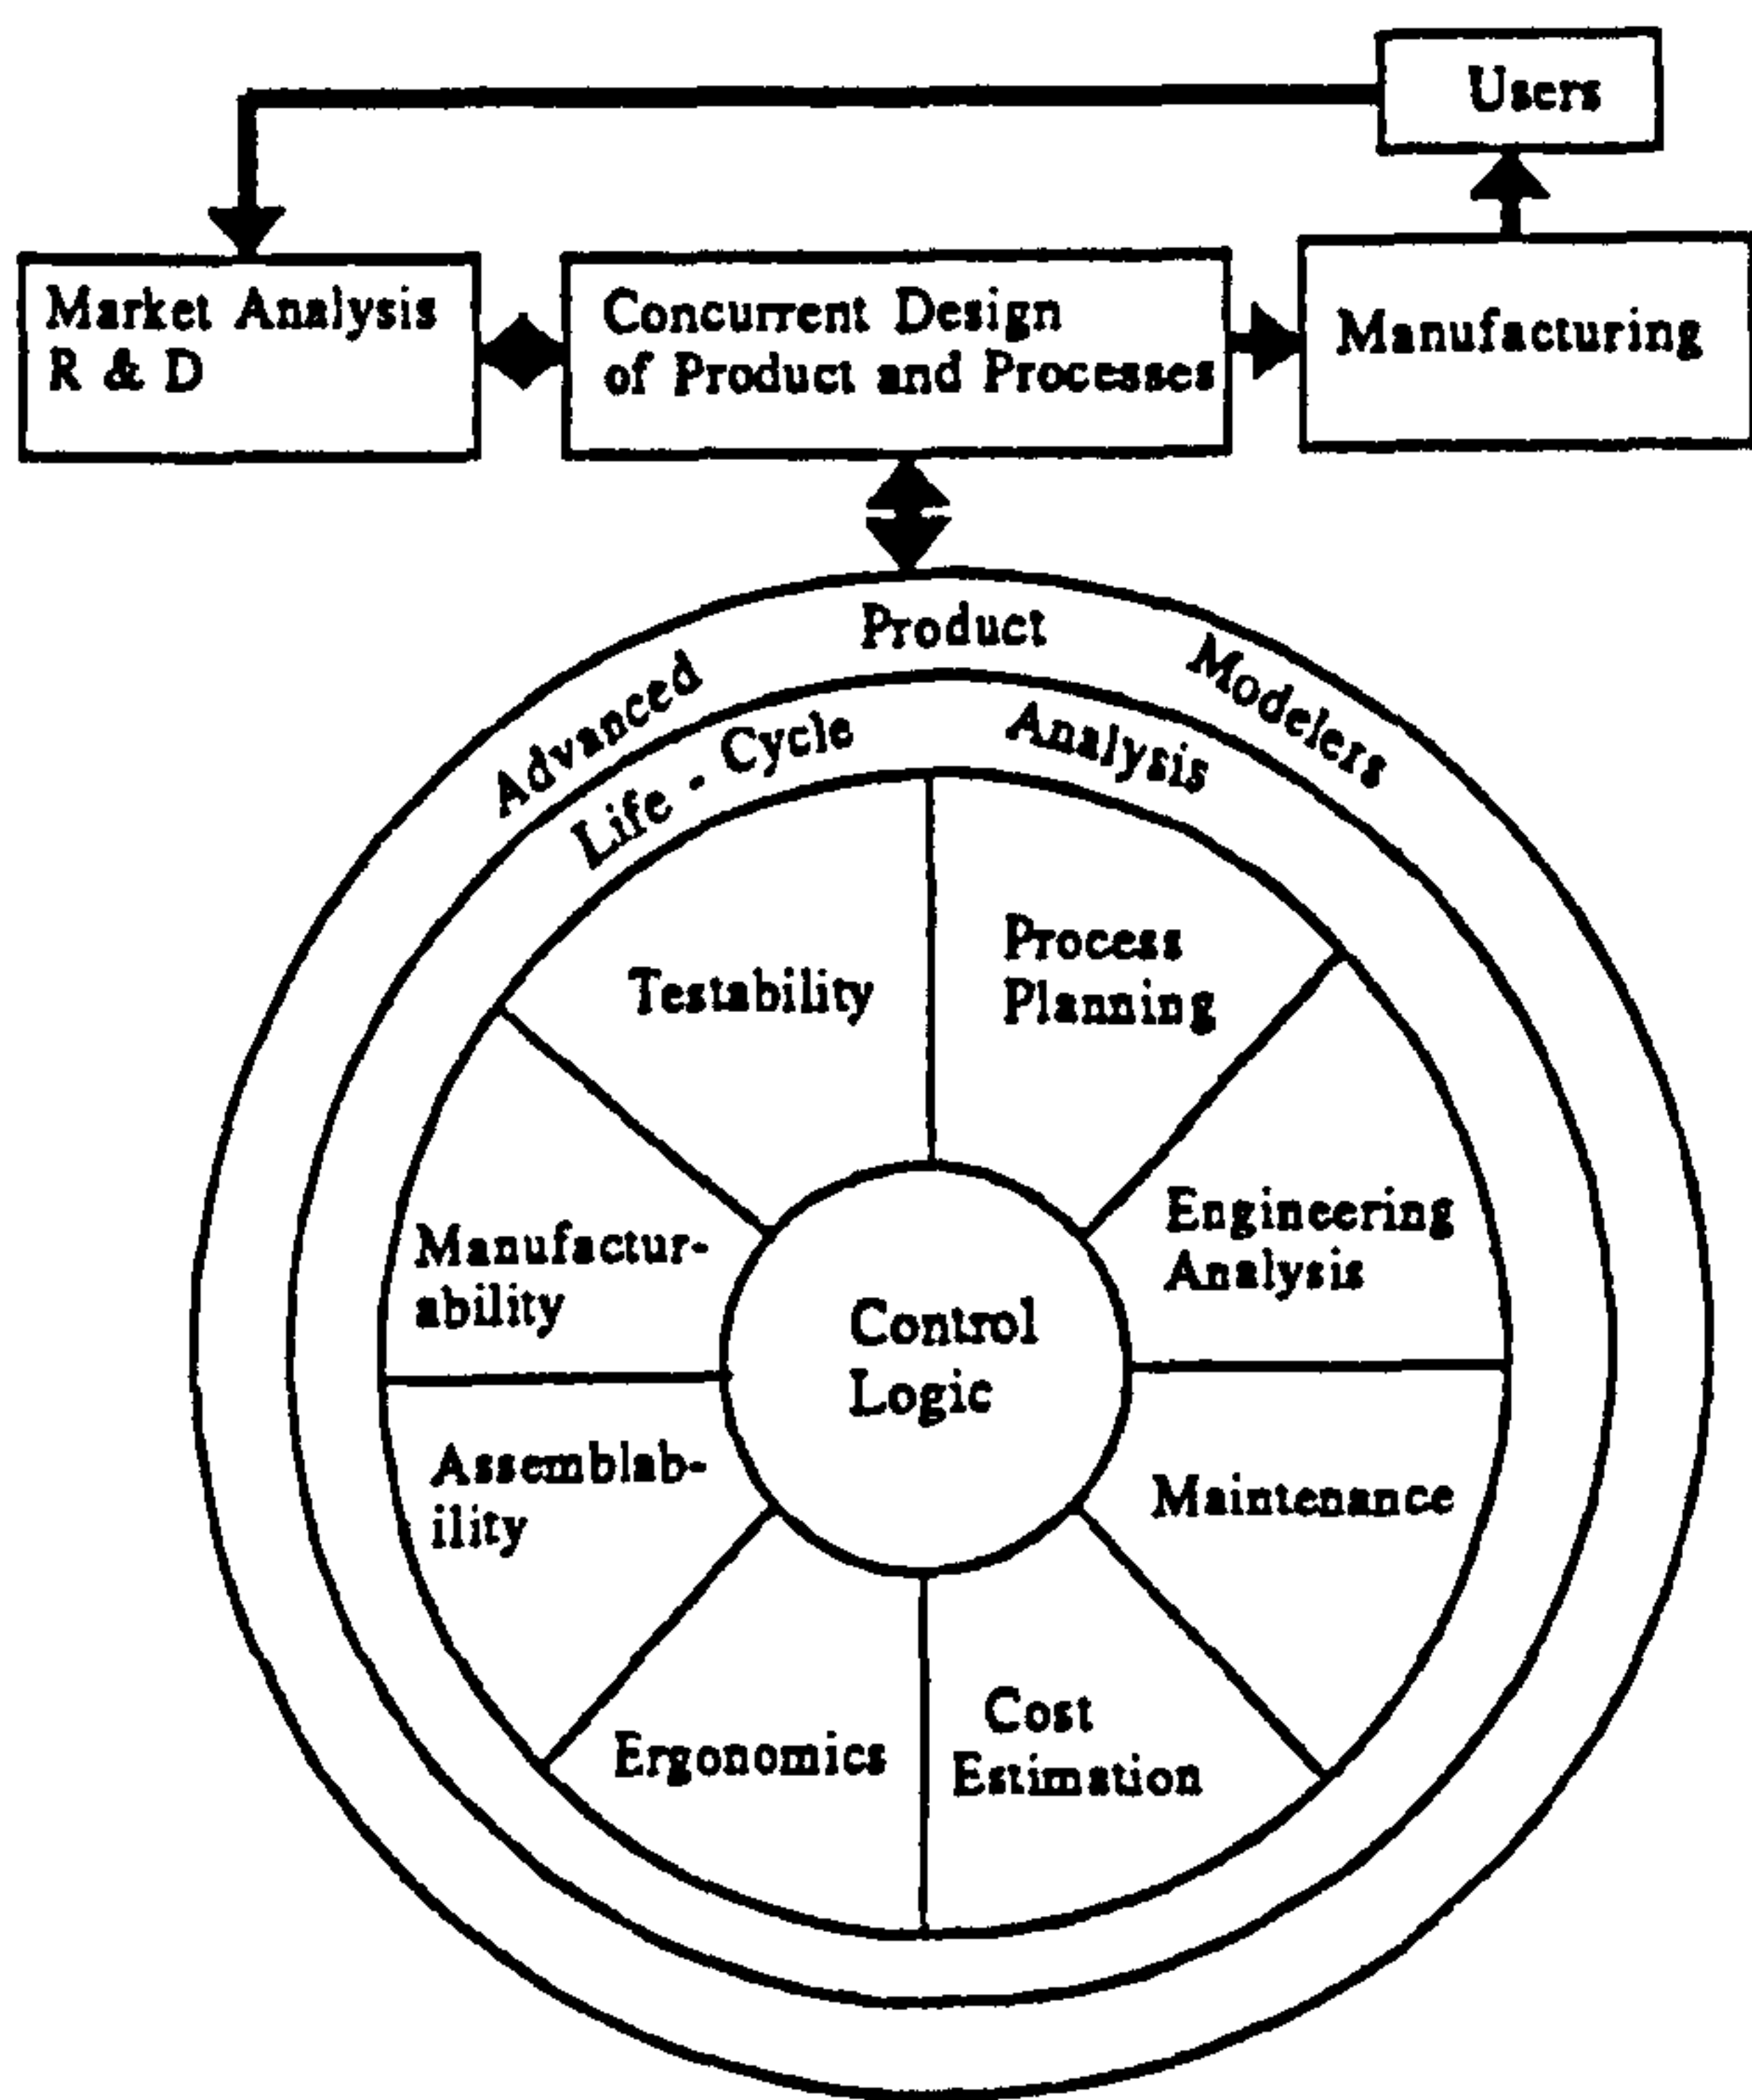 Users
Market Analysis
R & D
Concurrent Design
of Product and Processes
Manufacturing
Advanced Product Modelers
Life - Cycle Analysis
Testability
Process
Planning
Manufactur-
ability
Engineering
Analysis
Control
Logic
Assemblab-
ility
Maintenance
Ergonomics
Cost
Estimation